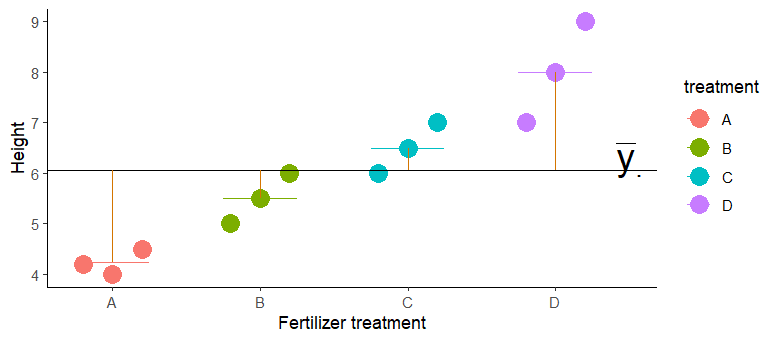 9
8
7
6
5
4
Height
A
B
C
D
Fertilizer treatment
ȳ.
treatment
A
B
C
D